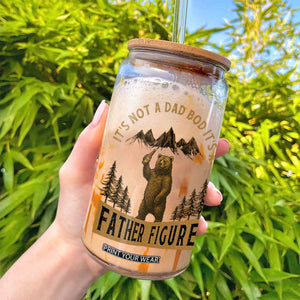 IT'S NOT A DAD BOD IT'S A
FATHER FIGURE
PRINT YOUR WEAR